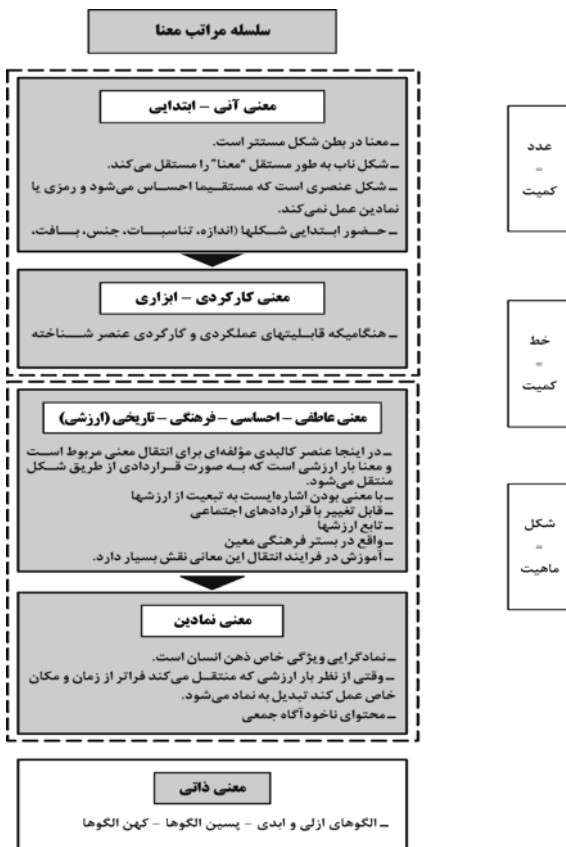 سلسله مراتب معنا
معنی آنی – ابتدایی
ـ معنا در بطن شکل مستتر است.
ـ شکل ناب به طور مستقل "معنا" را مستقل می‌کند.
ـ شکل عنصری است که مستقیما احساس می‌شود و رمزی یا
نمادین عمل نمی‌کند.
ـ حضور ابتدایی شکلها (اندازه، تناسبات، جنس، بافت،
معنی کارکردی – ابزاری
ـ هنگامیکه قابلیتهای عملکردی و کارکردی عنصر شناخته
معنی عاطفی – احساسی – فرهنگی – تاریخی (ارزشی)
ـ در اینجا عنصر کالبدی مؤلفه‌ای برای انتقال معنی مربوط است
و معنا بار ارزشی است که به صورت قراردادی از طریق شکل
منتقل می‌شود.
ـ با معنی بودن اشاره‌ایست به تبعیت از ارزشها
ـ قابل تغییر با قراردادهای اجتماعی
ـ تابع ارزشها
ـ واقع در بستر فرهنگی معین
ـ آموزش در فرایند انتقال این معانی نقش بسیار دارد.
معنی نمادین
ـ نمادگرایی ویژگی خاص ذهن انسان است.
ـ وقتی از نظر بار ارزشی که منتقل می‌کند فراتر از زمان و مکان
خاص عمل کند تبدیل به نماد می‌شود.
ـ محتوای ناخودآگاه جمعی
معنی ذاتی
ـ الگوهای ازلی و ابدی – پسین الگوها – کهن الگوها
عدد
=
کمیت
خط
=
کمیت
شکل
=
ماهیت